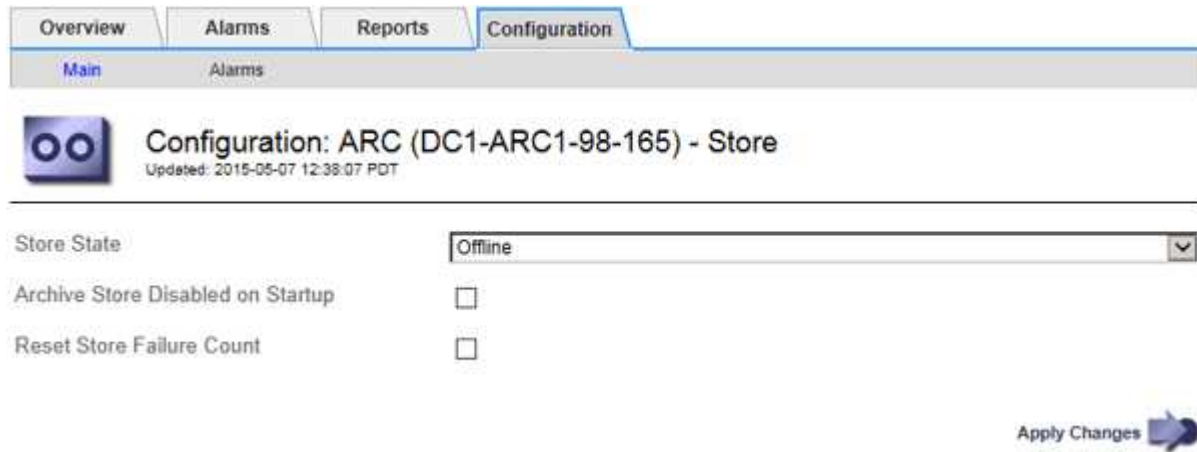 Overview Alarms Reports Configuration
Main Alarms
Configuration: ARC (DC1-ARC1-98-165) - Store
Updated: 2015-05-07 12:38:07 PDT
Store State Offline
Archive Store Disabled on Startup
Reset Store Failure Count
Apply Changes